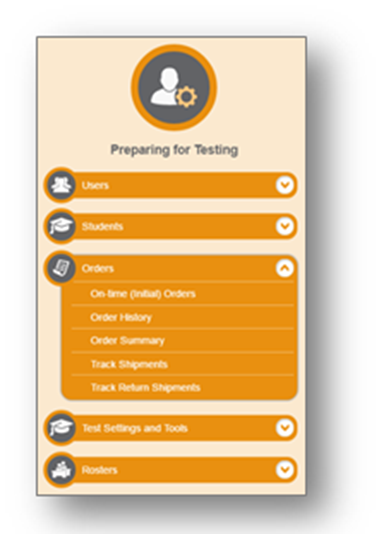 Preparing for Testing
Users
Students
Orders
On-time (Initial) Orders
Order History
Order Summary
Track Shipments
Track Return Shipments
Test Settings and Tools
Rosters